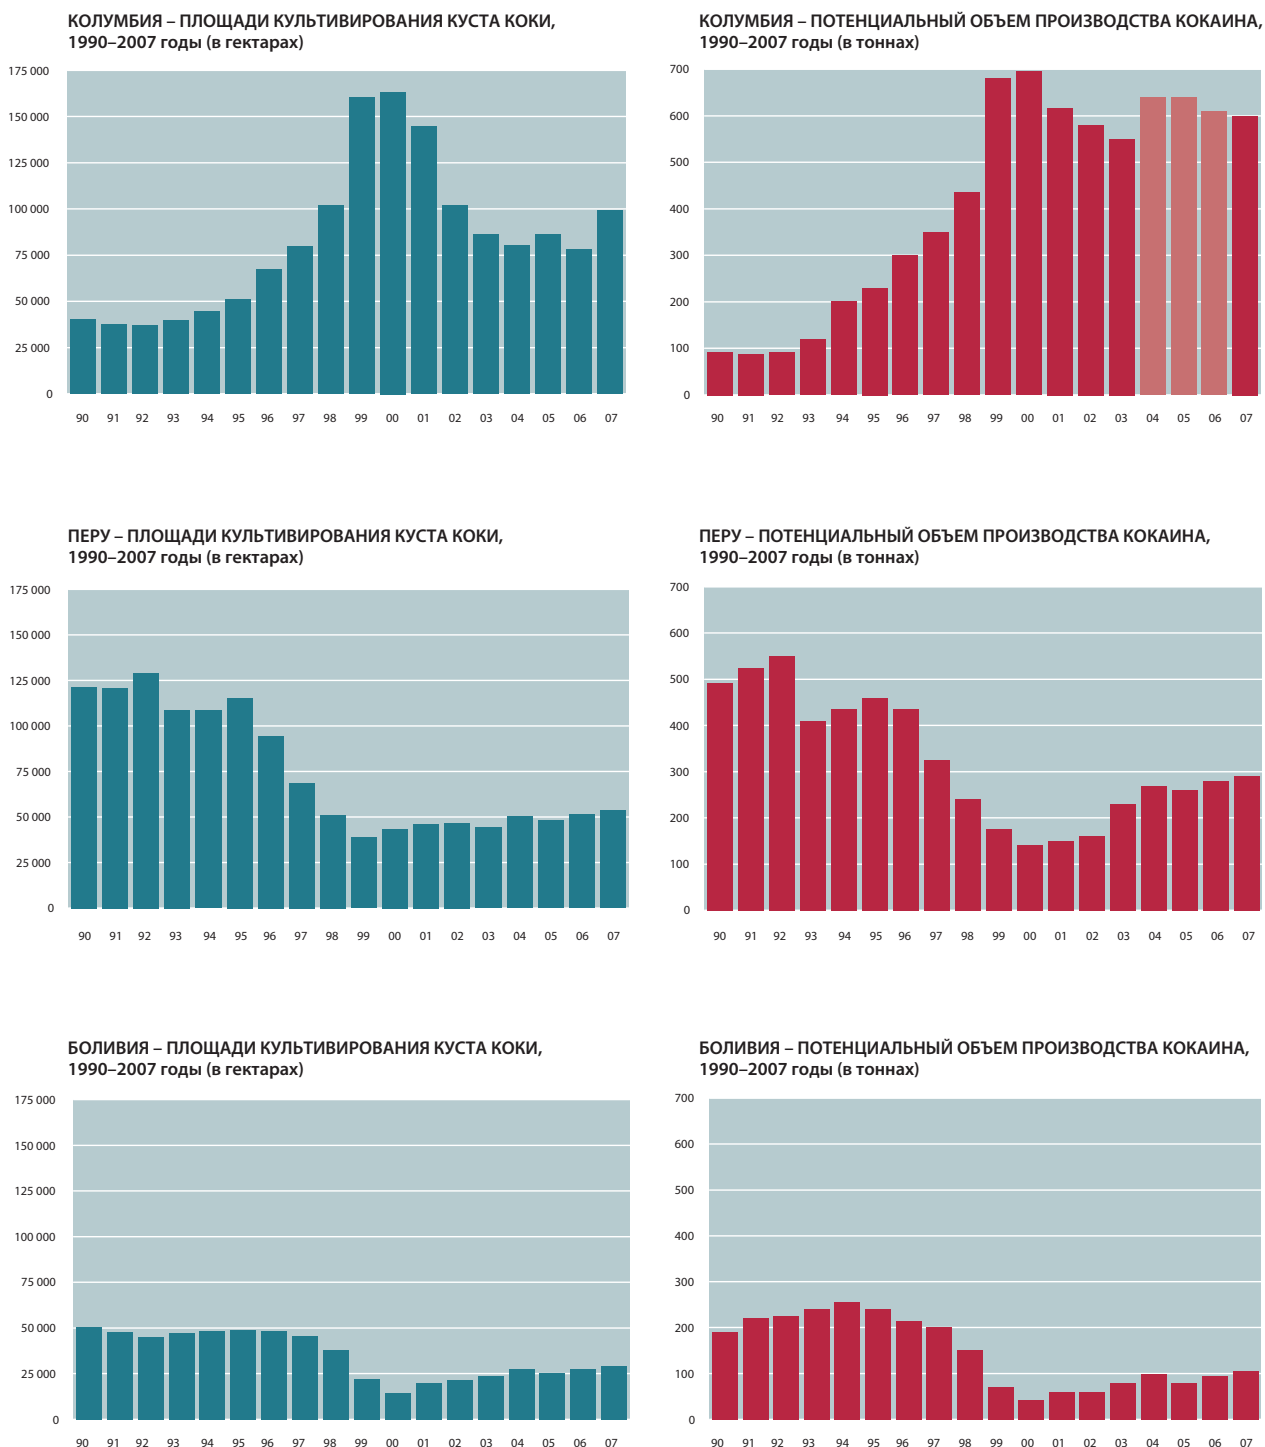 КОЛУМБИЯ – ПЛОЩАДИ КУЛЬТИВИРОВАНИЯ КУСТА КОКИ,
1990–2007 годы (в гектарах)
175 000
150 000
125 000
100 000
75 000
50 000
25 000
0
90 91 92 93 94 95 96 97 98 99 00 01 02 03 04 05 06 07
КОЛУМБИЯ – ПОТЕНЦИАЛЬНЫЙ ОБЪЕМ ПРОИЗВОДСТВА КОКАИНА,
1990–2007 годы (в тоннах)
700
600
500
400
300
200
100
0
90 91 92 93 94 95 96 97 98 99 00 01 02 03 04 05 06 07
ПЕРУ – ПЛОЩАДИ КУЛЬТИВИРОВАНИЯ КУСТА КОКИ,
1990–2007 годы (в гектарах)
175 000
150 000
125 000
100 000
75 000
50 000
25 000
0
90 91 92 93 94 95 96 97 98 99 00 01 02 03 04 05 06 07
ПЕРУ – ПОТЕНЦИАЛЬНЫЙ ОБЪЕМ ПРОИЗВОДСТВА КОКАИНА,
1990–2007 годы (в тоннах)
700
600
500
400
300
200
100
0
90 91 92 93 94 95 96 97 98 99 00 01 02 03 04 05 06 07
БОЛИВИЯ – ПЛОЩАДИ КУЛЬТИВИРОВАНИЯ КУСТА КОКИ,
1990–2007 годы (в гектарах)
175 000
150 000
125 000
100 000
75 000
50 000
25 000
0
90 91 92 93 94 95 96 97 98 99 00 01 02 03 04 05 06 07
БОЛИВИЯ – ПОТЕНЦИАЛЬНЫЙ ОБЪЕМ ПРОИЗВОДСТВА КОКАИНА,
1990–2007 годы (в тоннах)
700
600
500
400
300
200
100
0
90 91 92 93 94 95 96 97 98 99 00 01 02 03 04 05 06 07